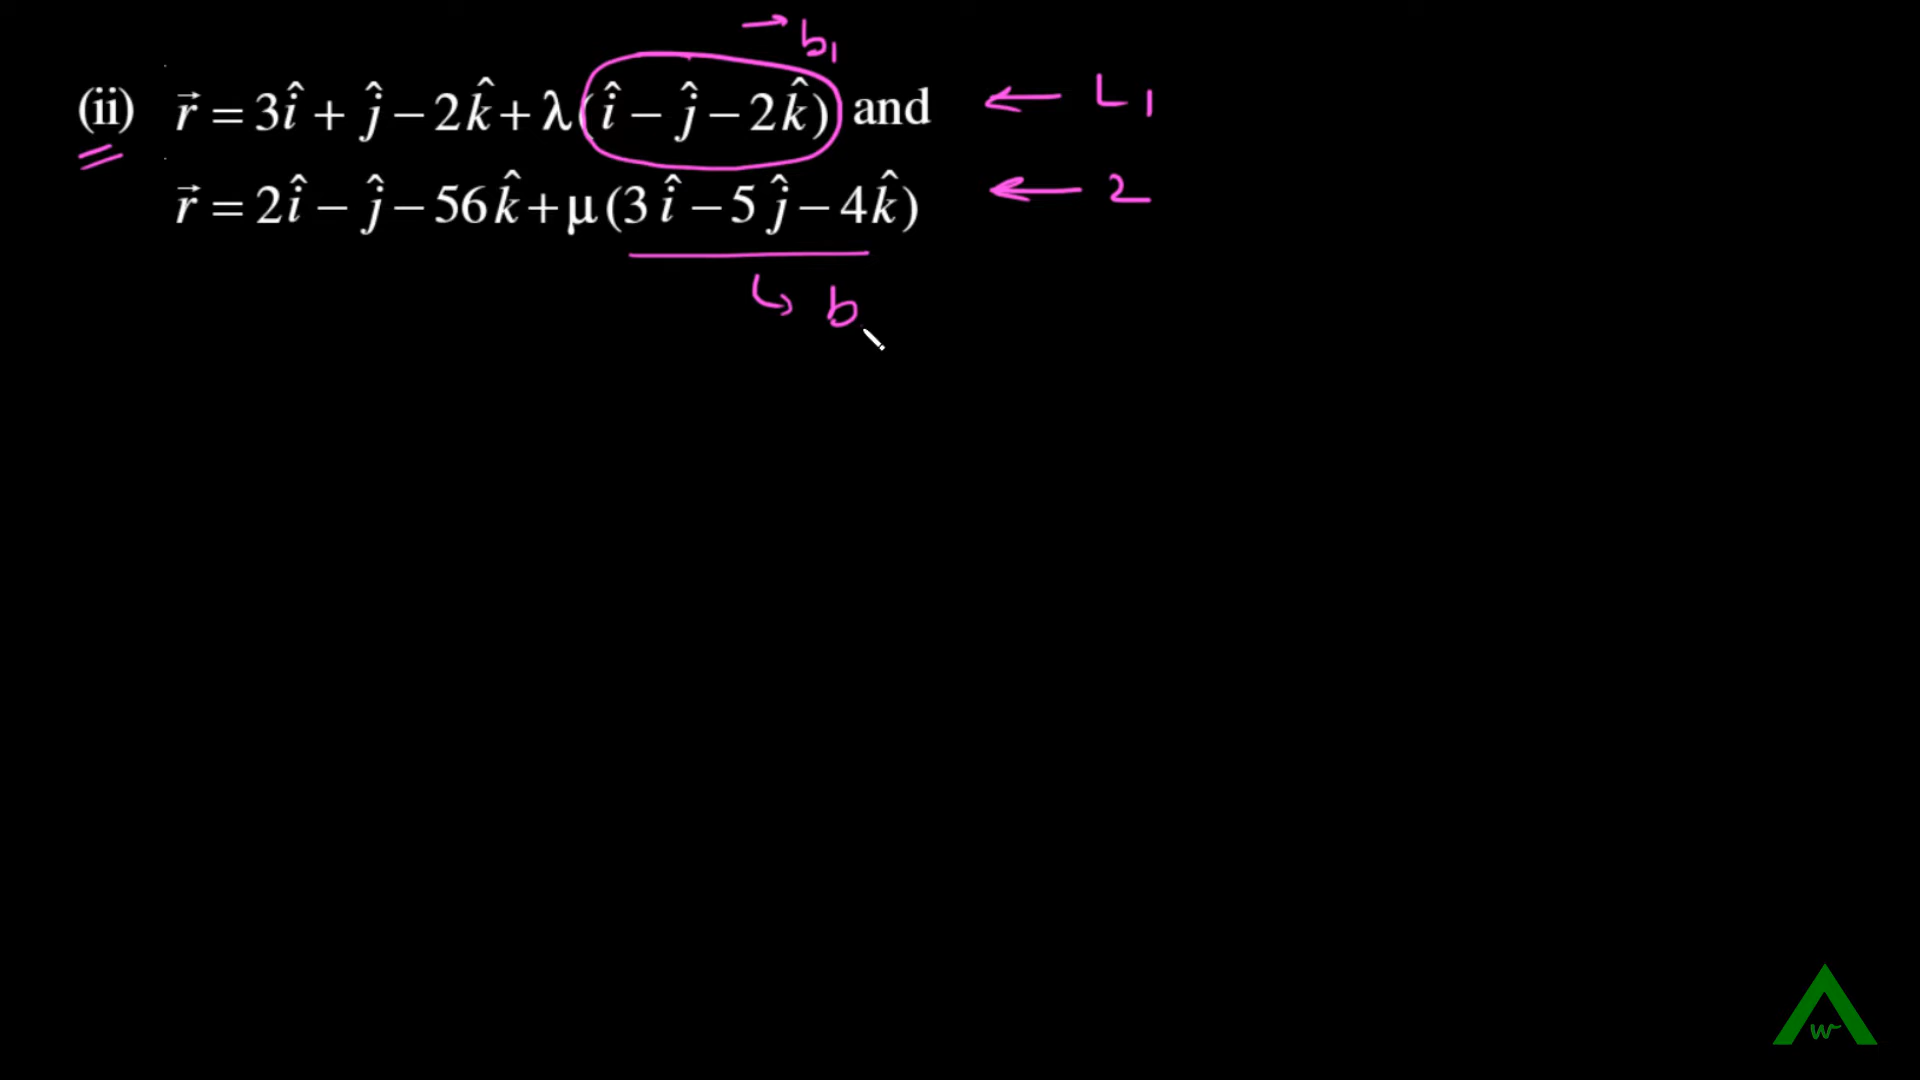 → b₁
(ii) r⃗ = 3î + ĵ − 2k̂ + λ(î − ĵ − 2k̂) and ← L₁
r⃗ = 2î − ĵ − 56k̂ + μ(3î − 5ĵ − 4k̂) ← 2
↳ b
w